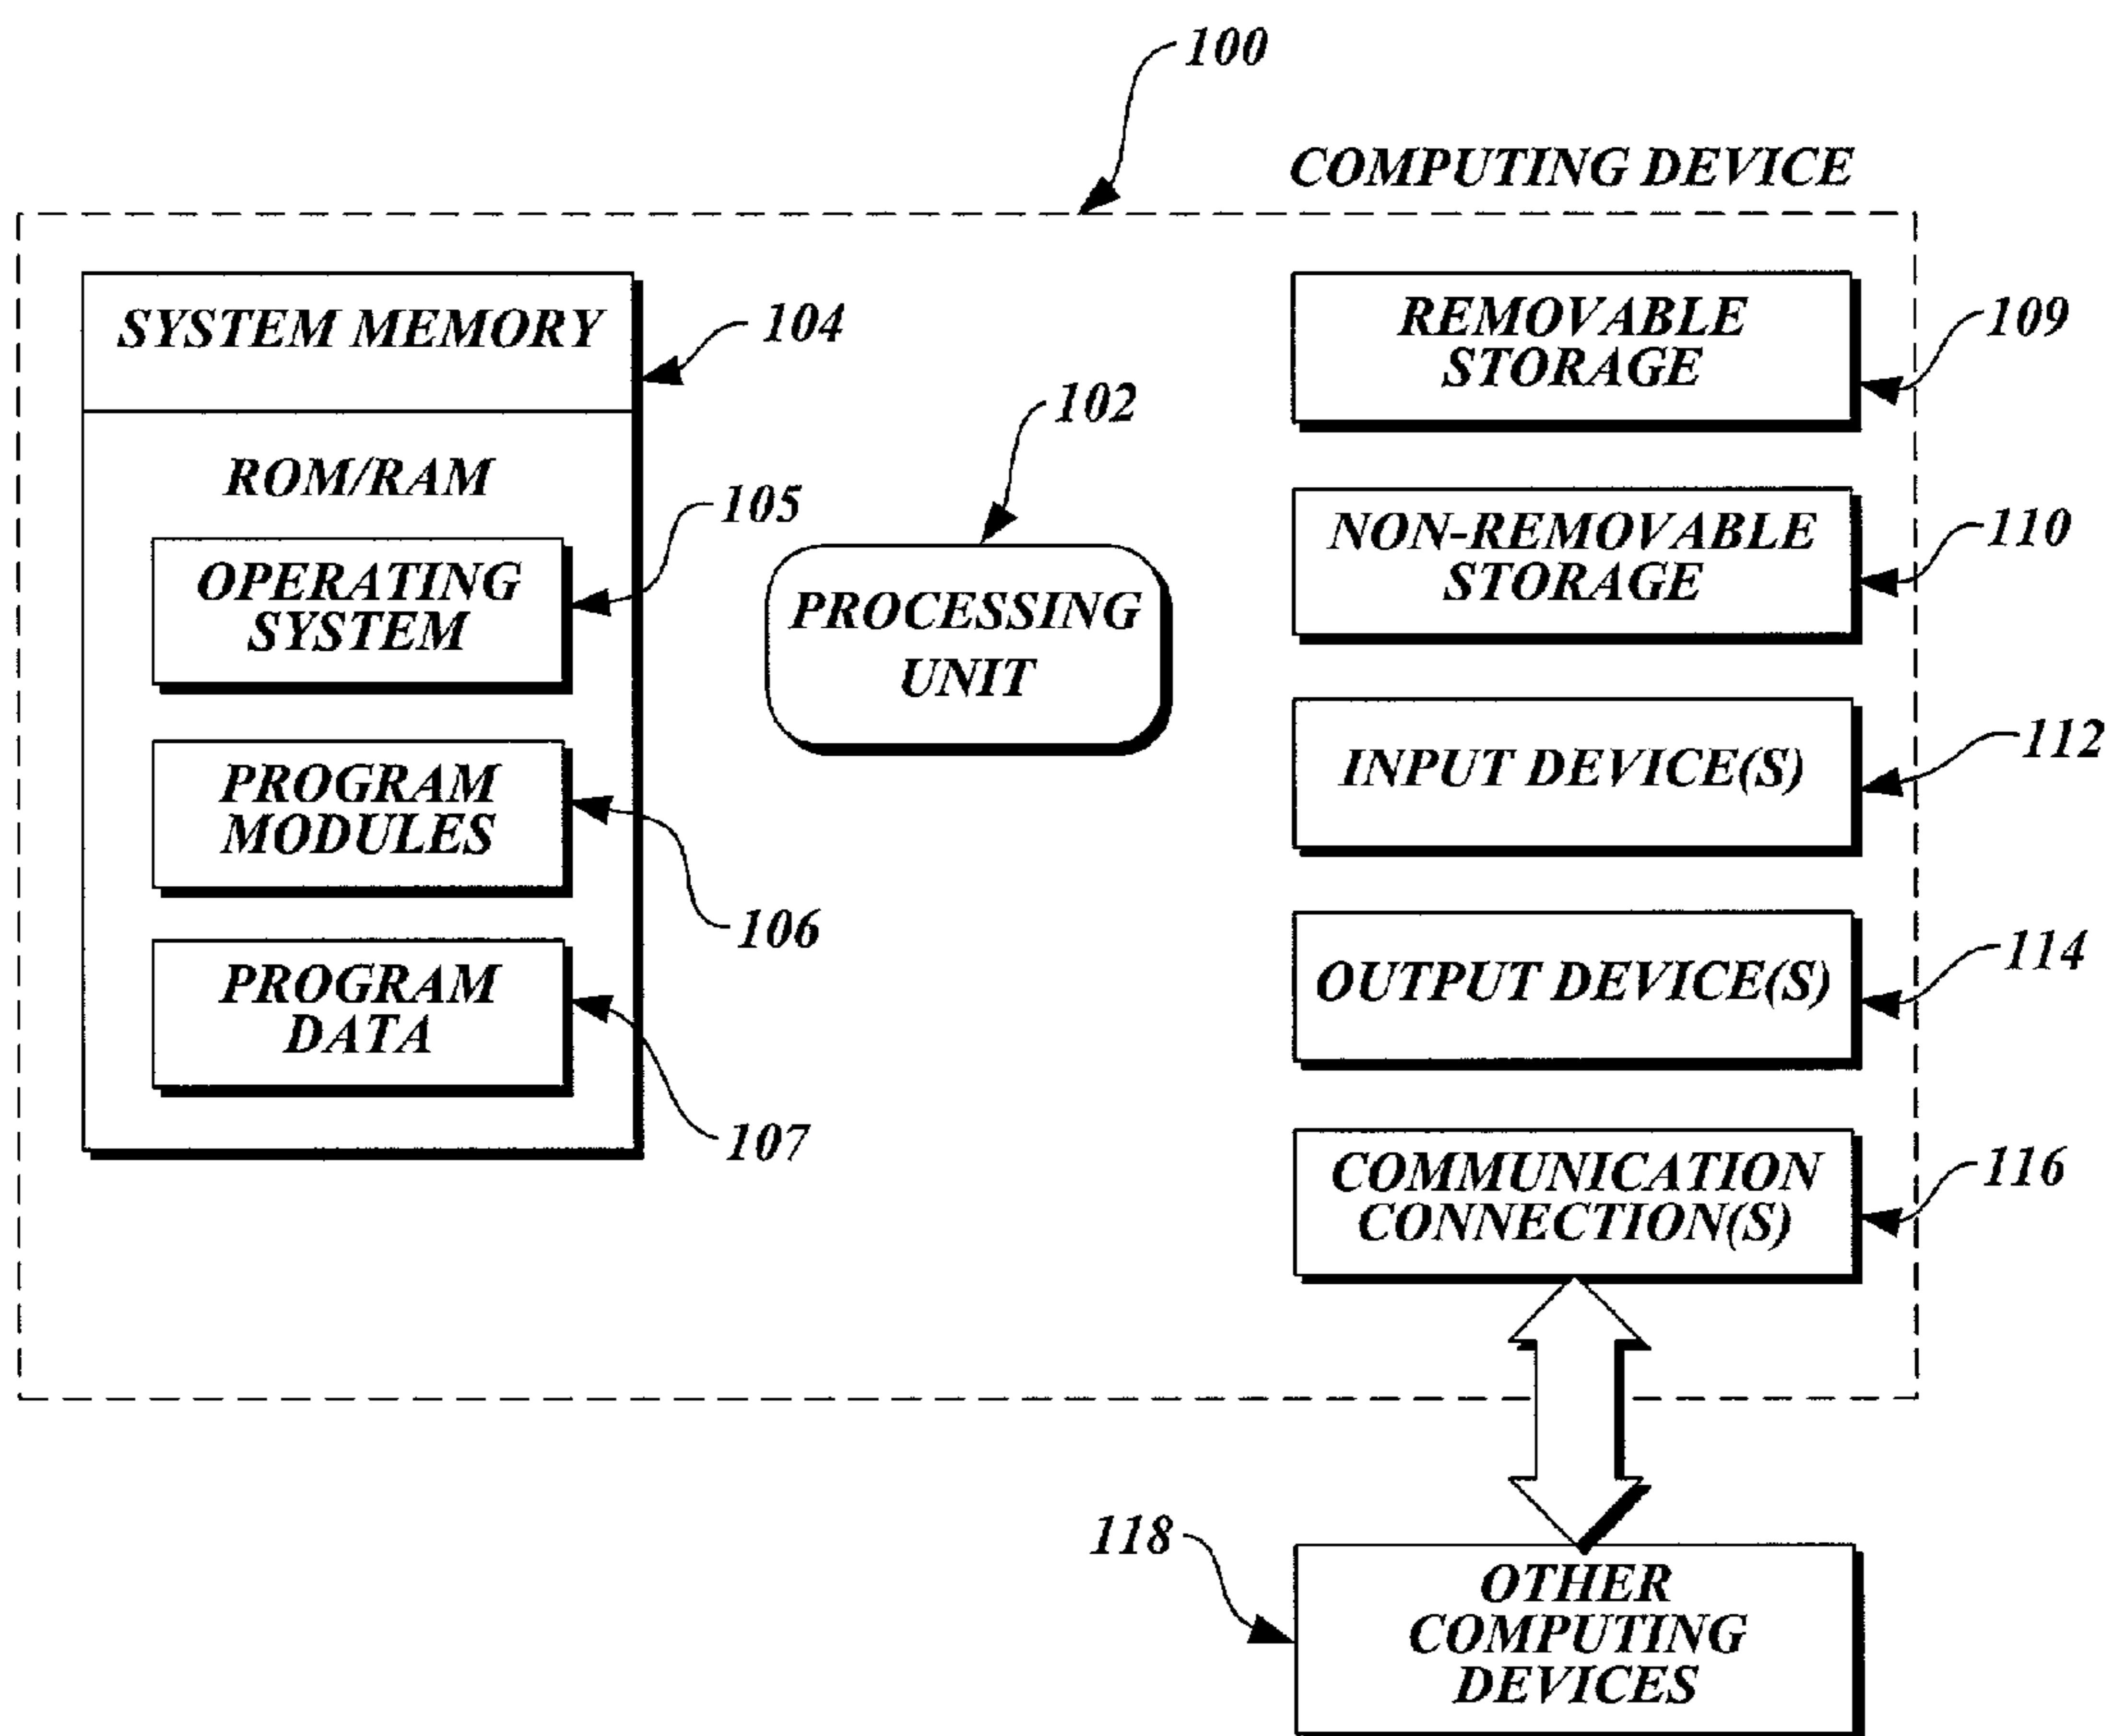 100
COMPUTING DEVICE
SYSTEM MEMORY
104
ROM/RAM
OPERATING
SYSTEM
105
PROGRAM
MODULES
106
PROGRAM
DATA
107
102
PROCESSING
UNIT
REMOVABLE
STORAGE
109
NON-REMOVABLE
STORAGE
110
INPUT DEVICE(S)
112
OUTPUT DEVICE(S)
114
COMMUNICATION
CONNECTION(S)
116
118
OTHER
COMPUTING
DEVICES